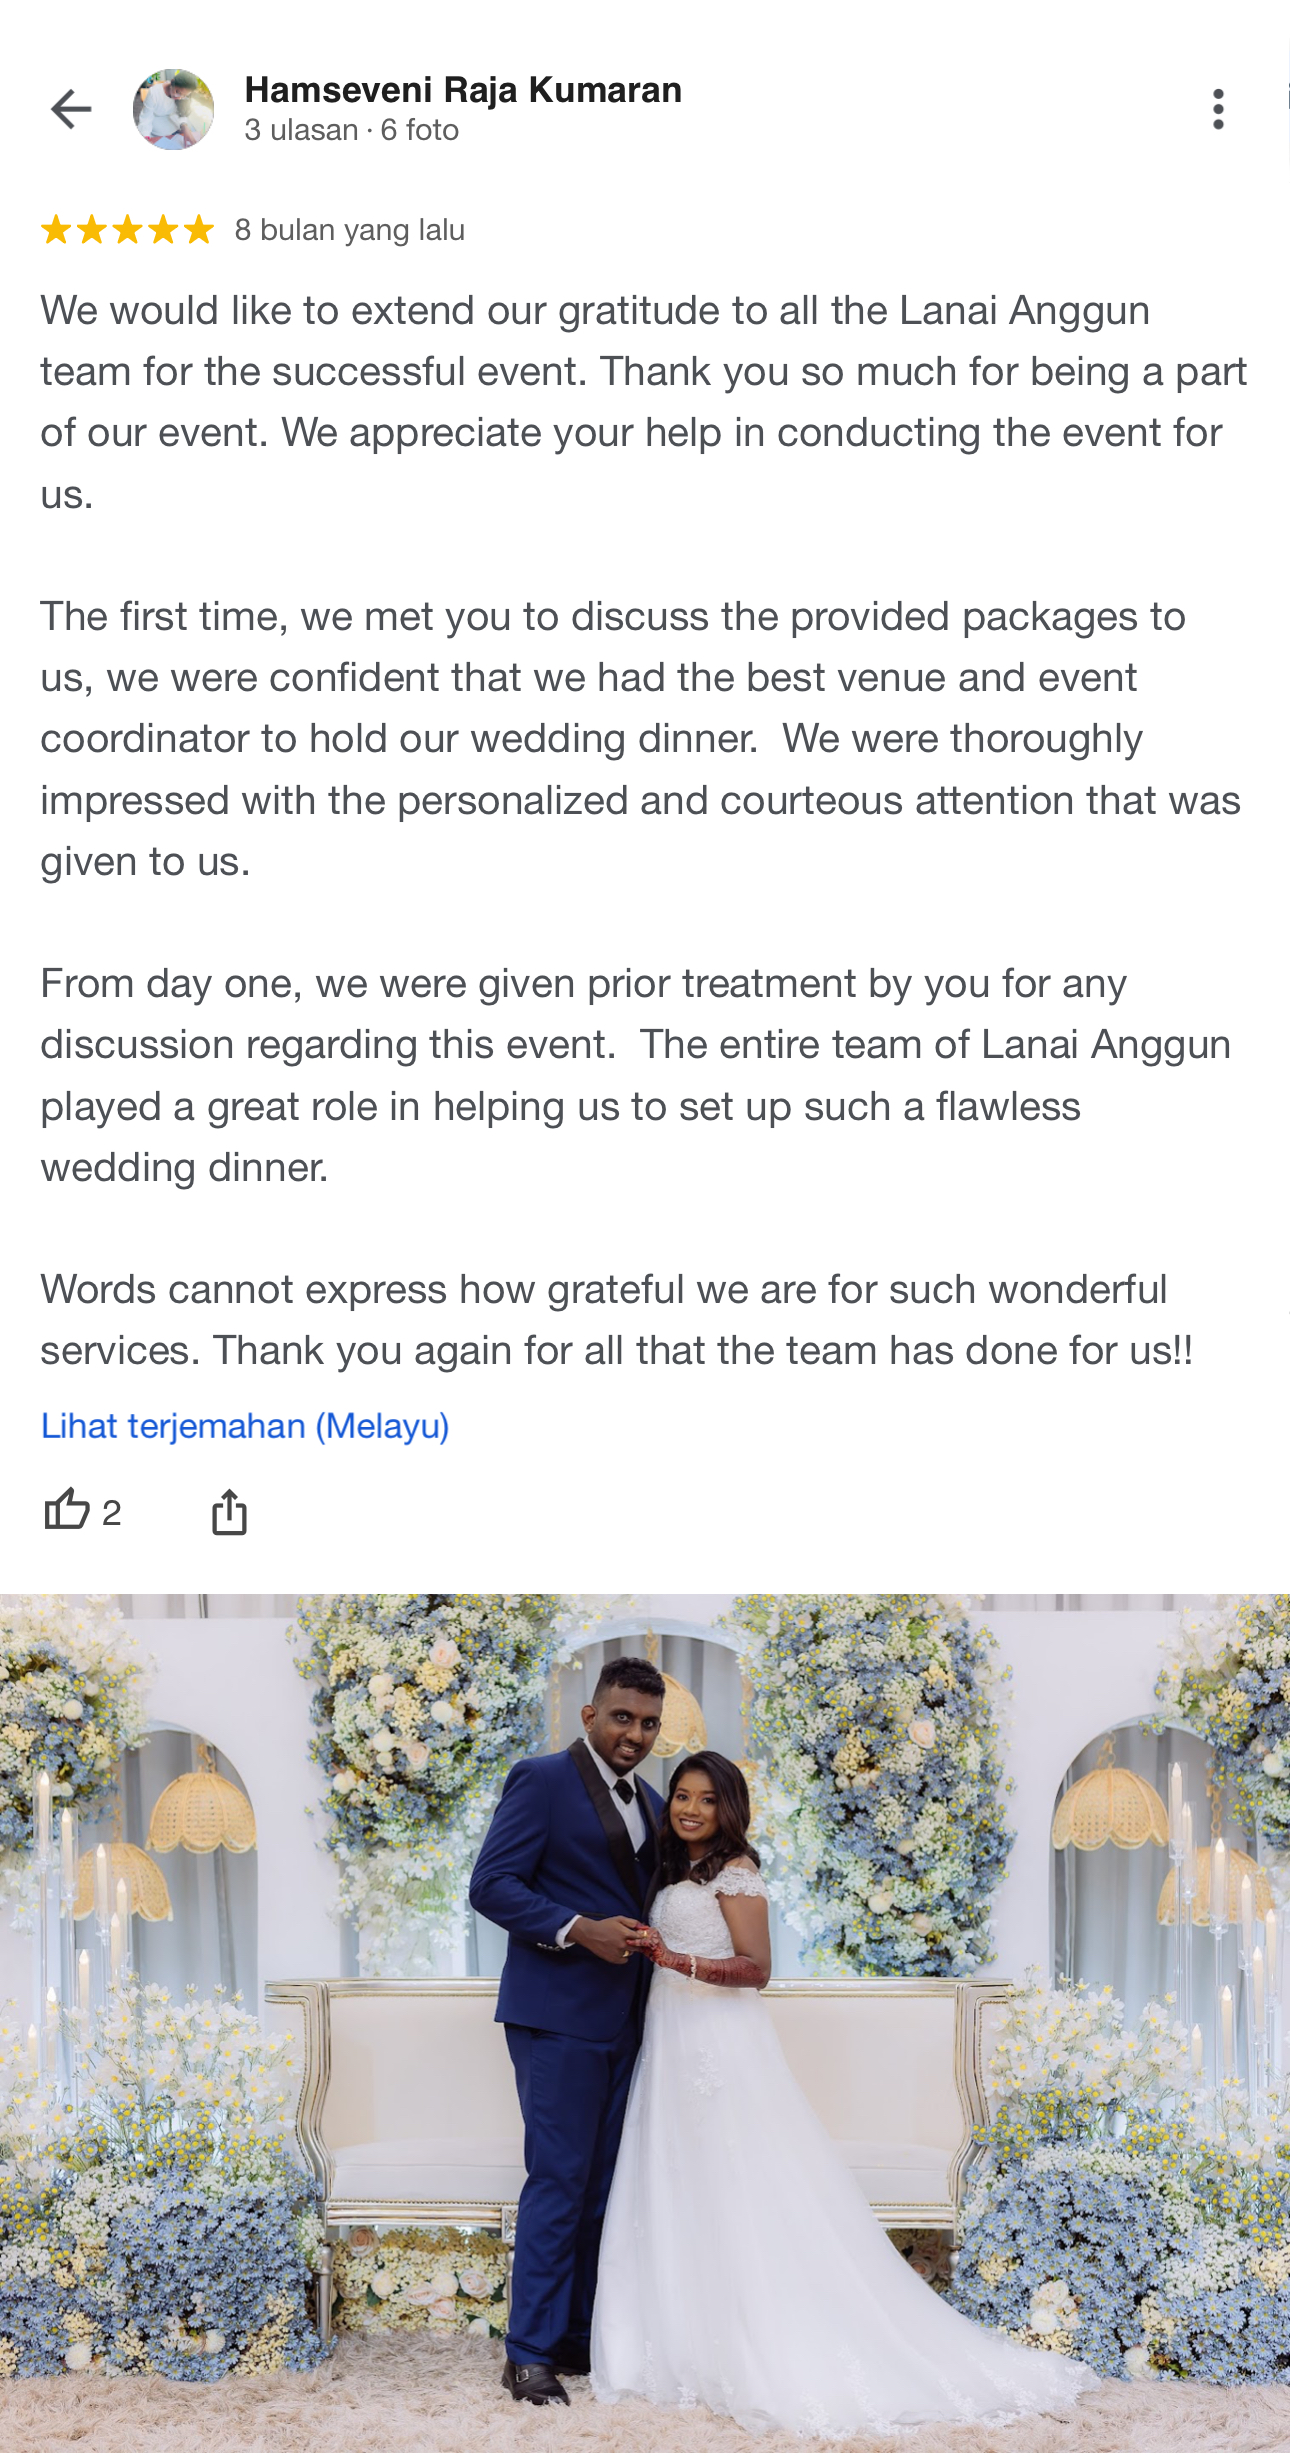 Hamseveni Raja Kumaran
3 ulasan · 6 foto
8 bulan yang lalu
We would like to extend our gratitude to all the Lanai Anggun
team for the successful event. Thank you so much for being a part
of our event. We appreciate your help in conducting the event for
us.
The first time, we met you to discuss the provided packages to
us, we were confident that we had the best venue and event
coordinator to hold our wedding dinner.  We were thoroughly
impressed with the personalized and courteous attention that was
given to us.
From day one, we were given prior treatment by you for any
discussion regarding this event.  The entire team of Lanai Anggun
played a great role in helping us to set up such a flawless
wedding dinner.
Words cannot express how grateful we are for such wonderful
services. Thank you again for all that the team has done for us!!
Lihat terjemahan (Melayu)
2